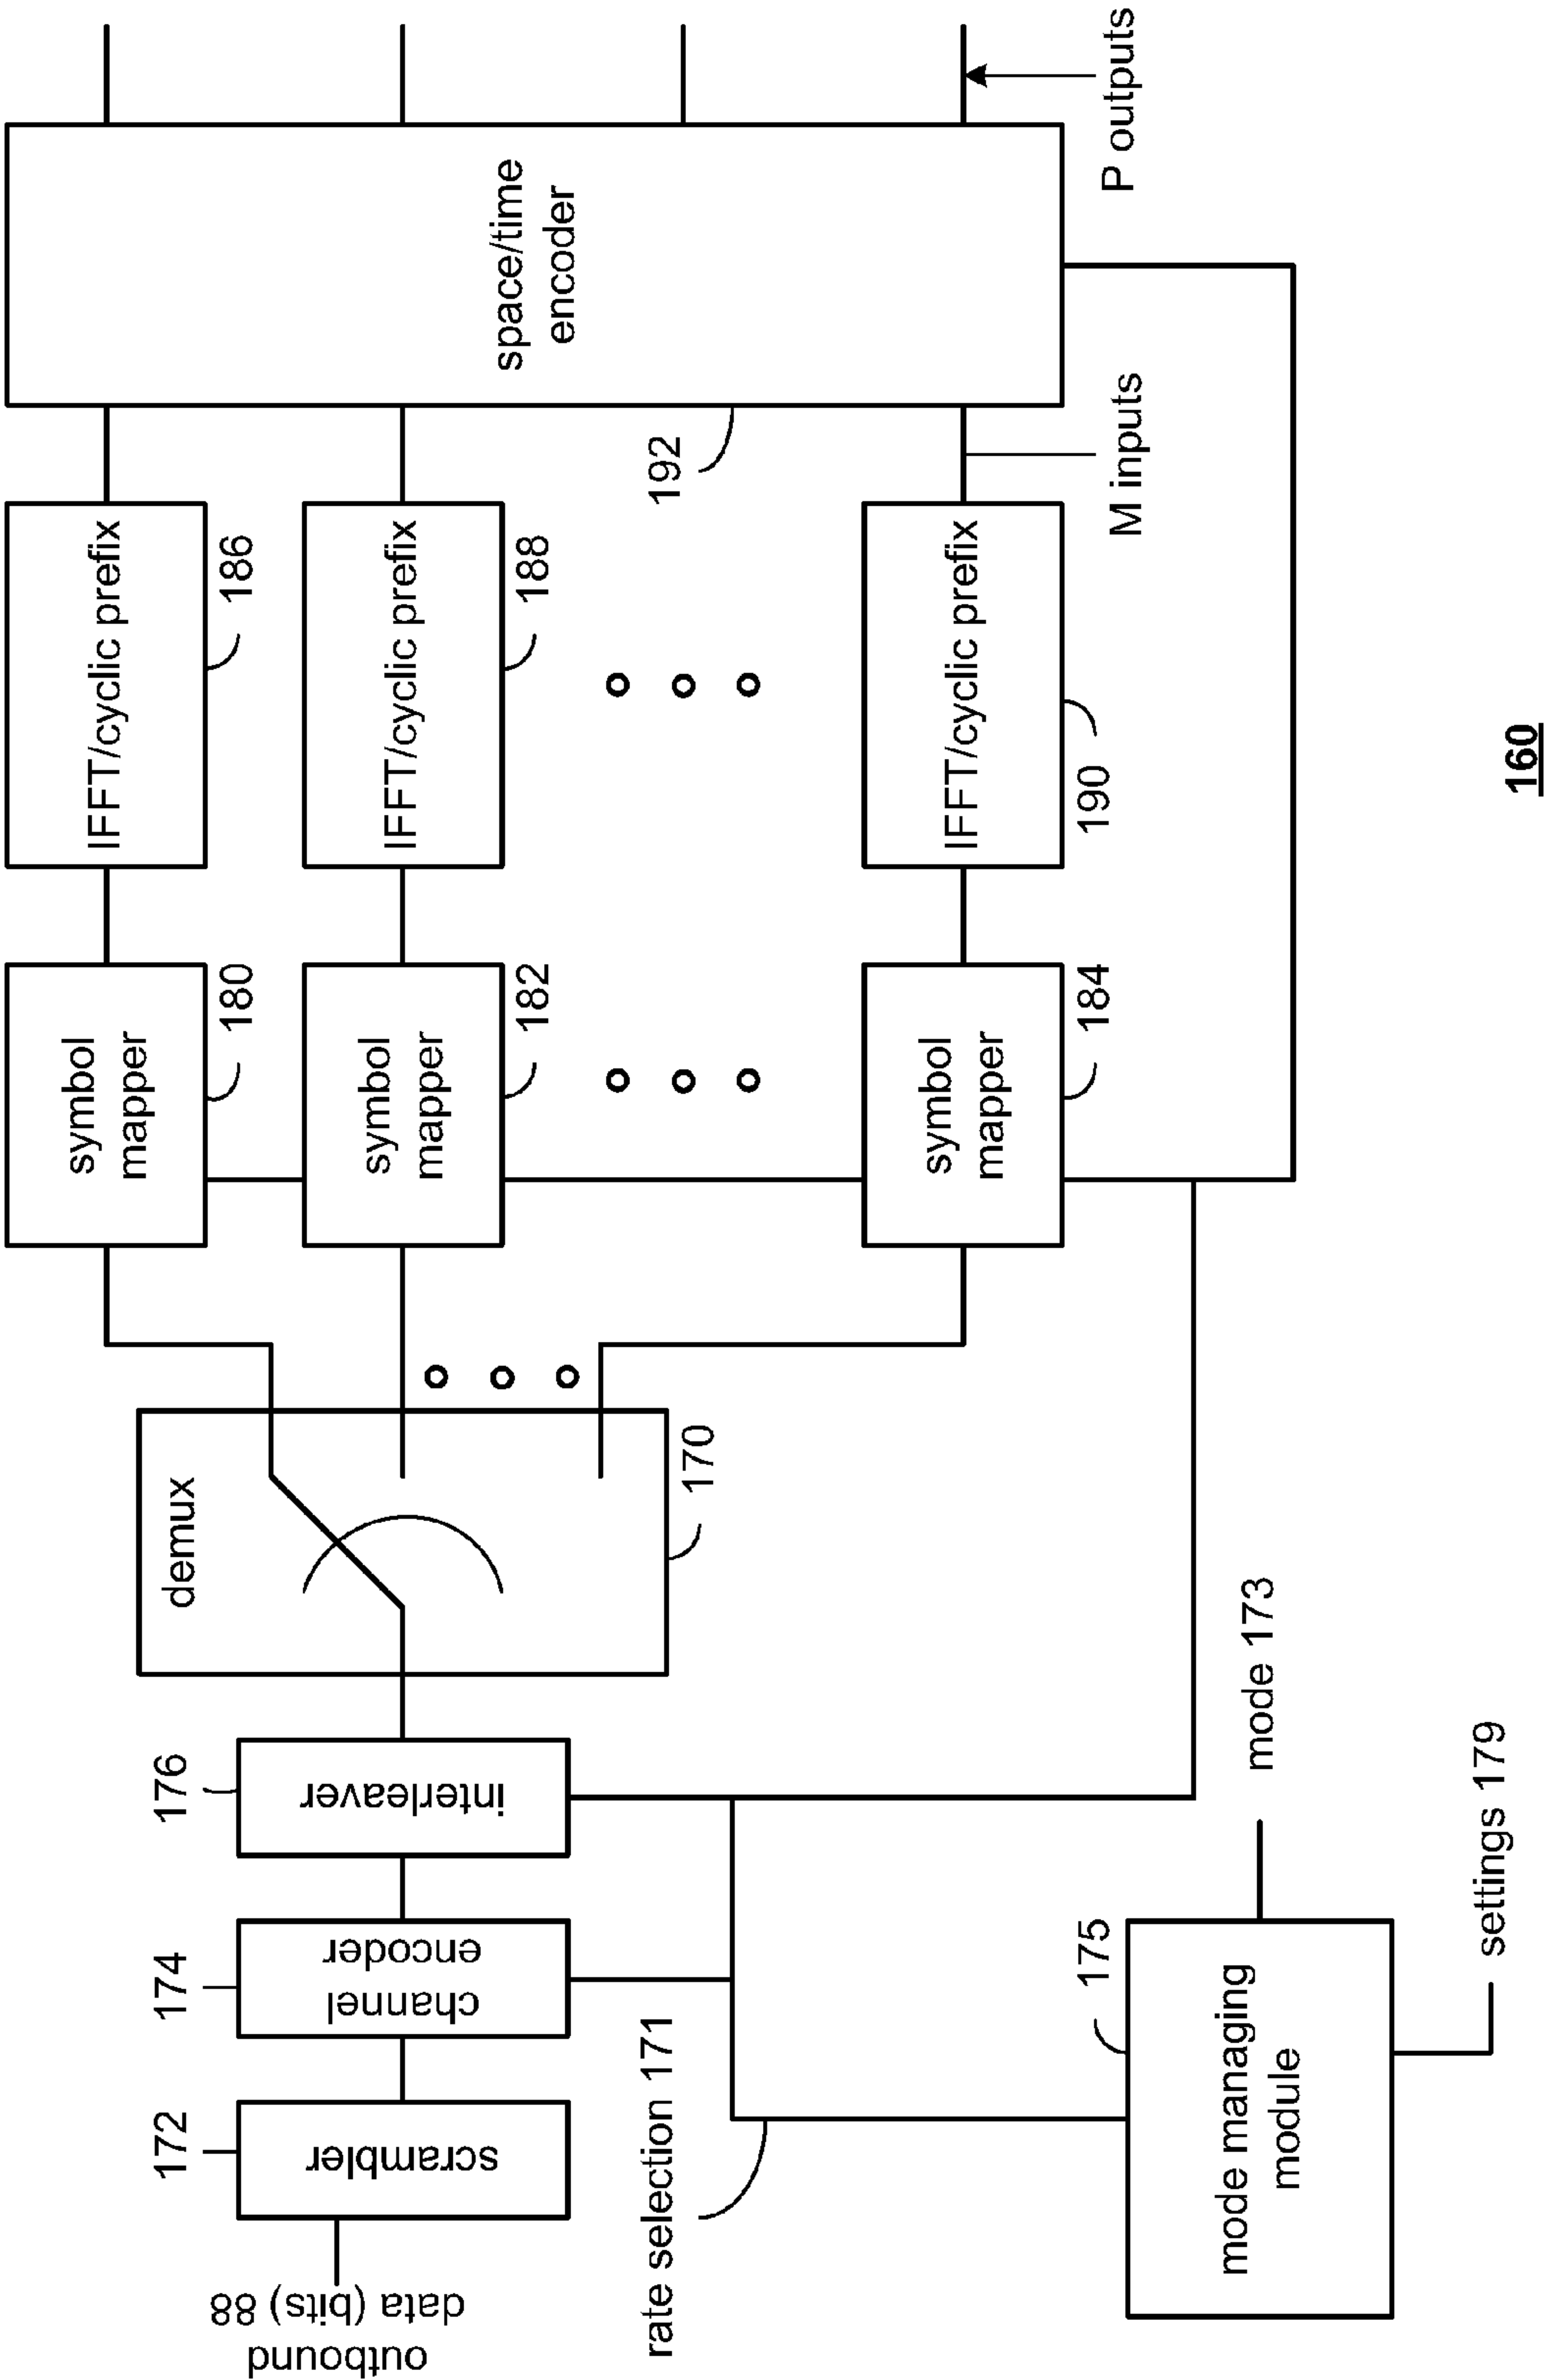 outbound
data (bits) 88
172
scrambler
174
channel
encoder
176
interleaver
demux
170
symbol
mapper
180
symbol
mapper
182
symbol
mapper
184
IFFT/cyclic prefix
186
IFFT/cyclic prefix
188
IFFT/cyclic prefix
190
space/time
encoder
192
M inputs
P outputs
rate selection 171
mode managing
module
175
mode 173
settings 179
160